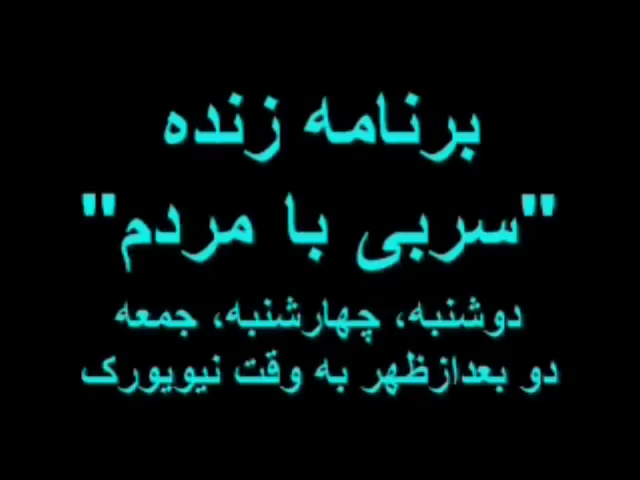 برنامه زنده
"سربی با مردم"
دوشنبه، چهارشنبه، جمعه
دو بعدازظهر به وقت نیویورک